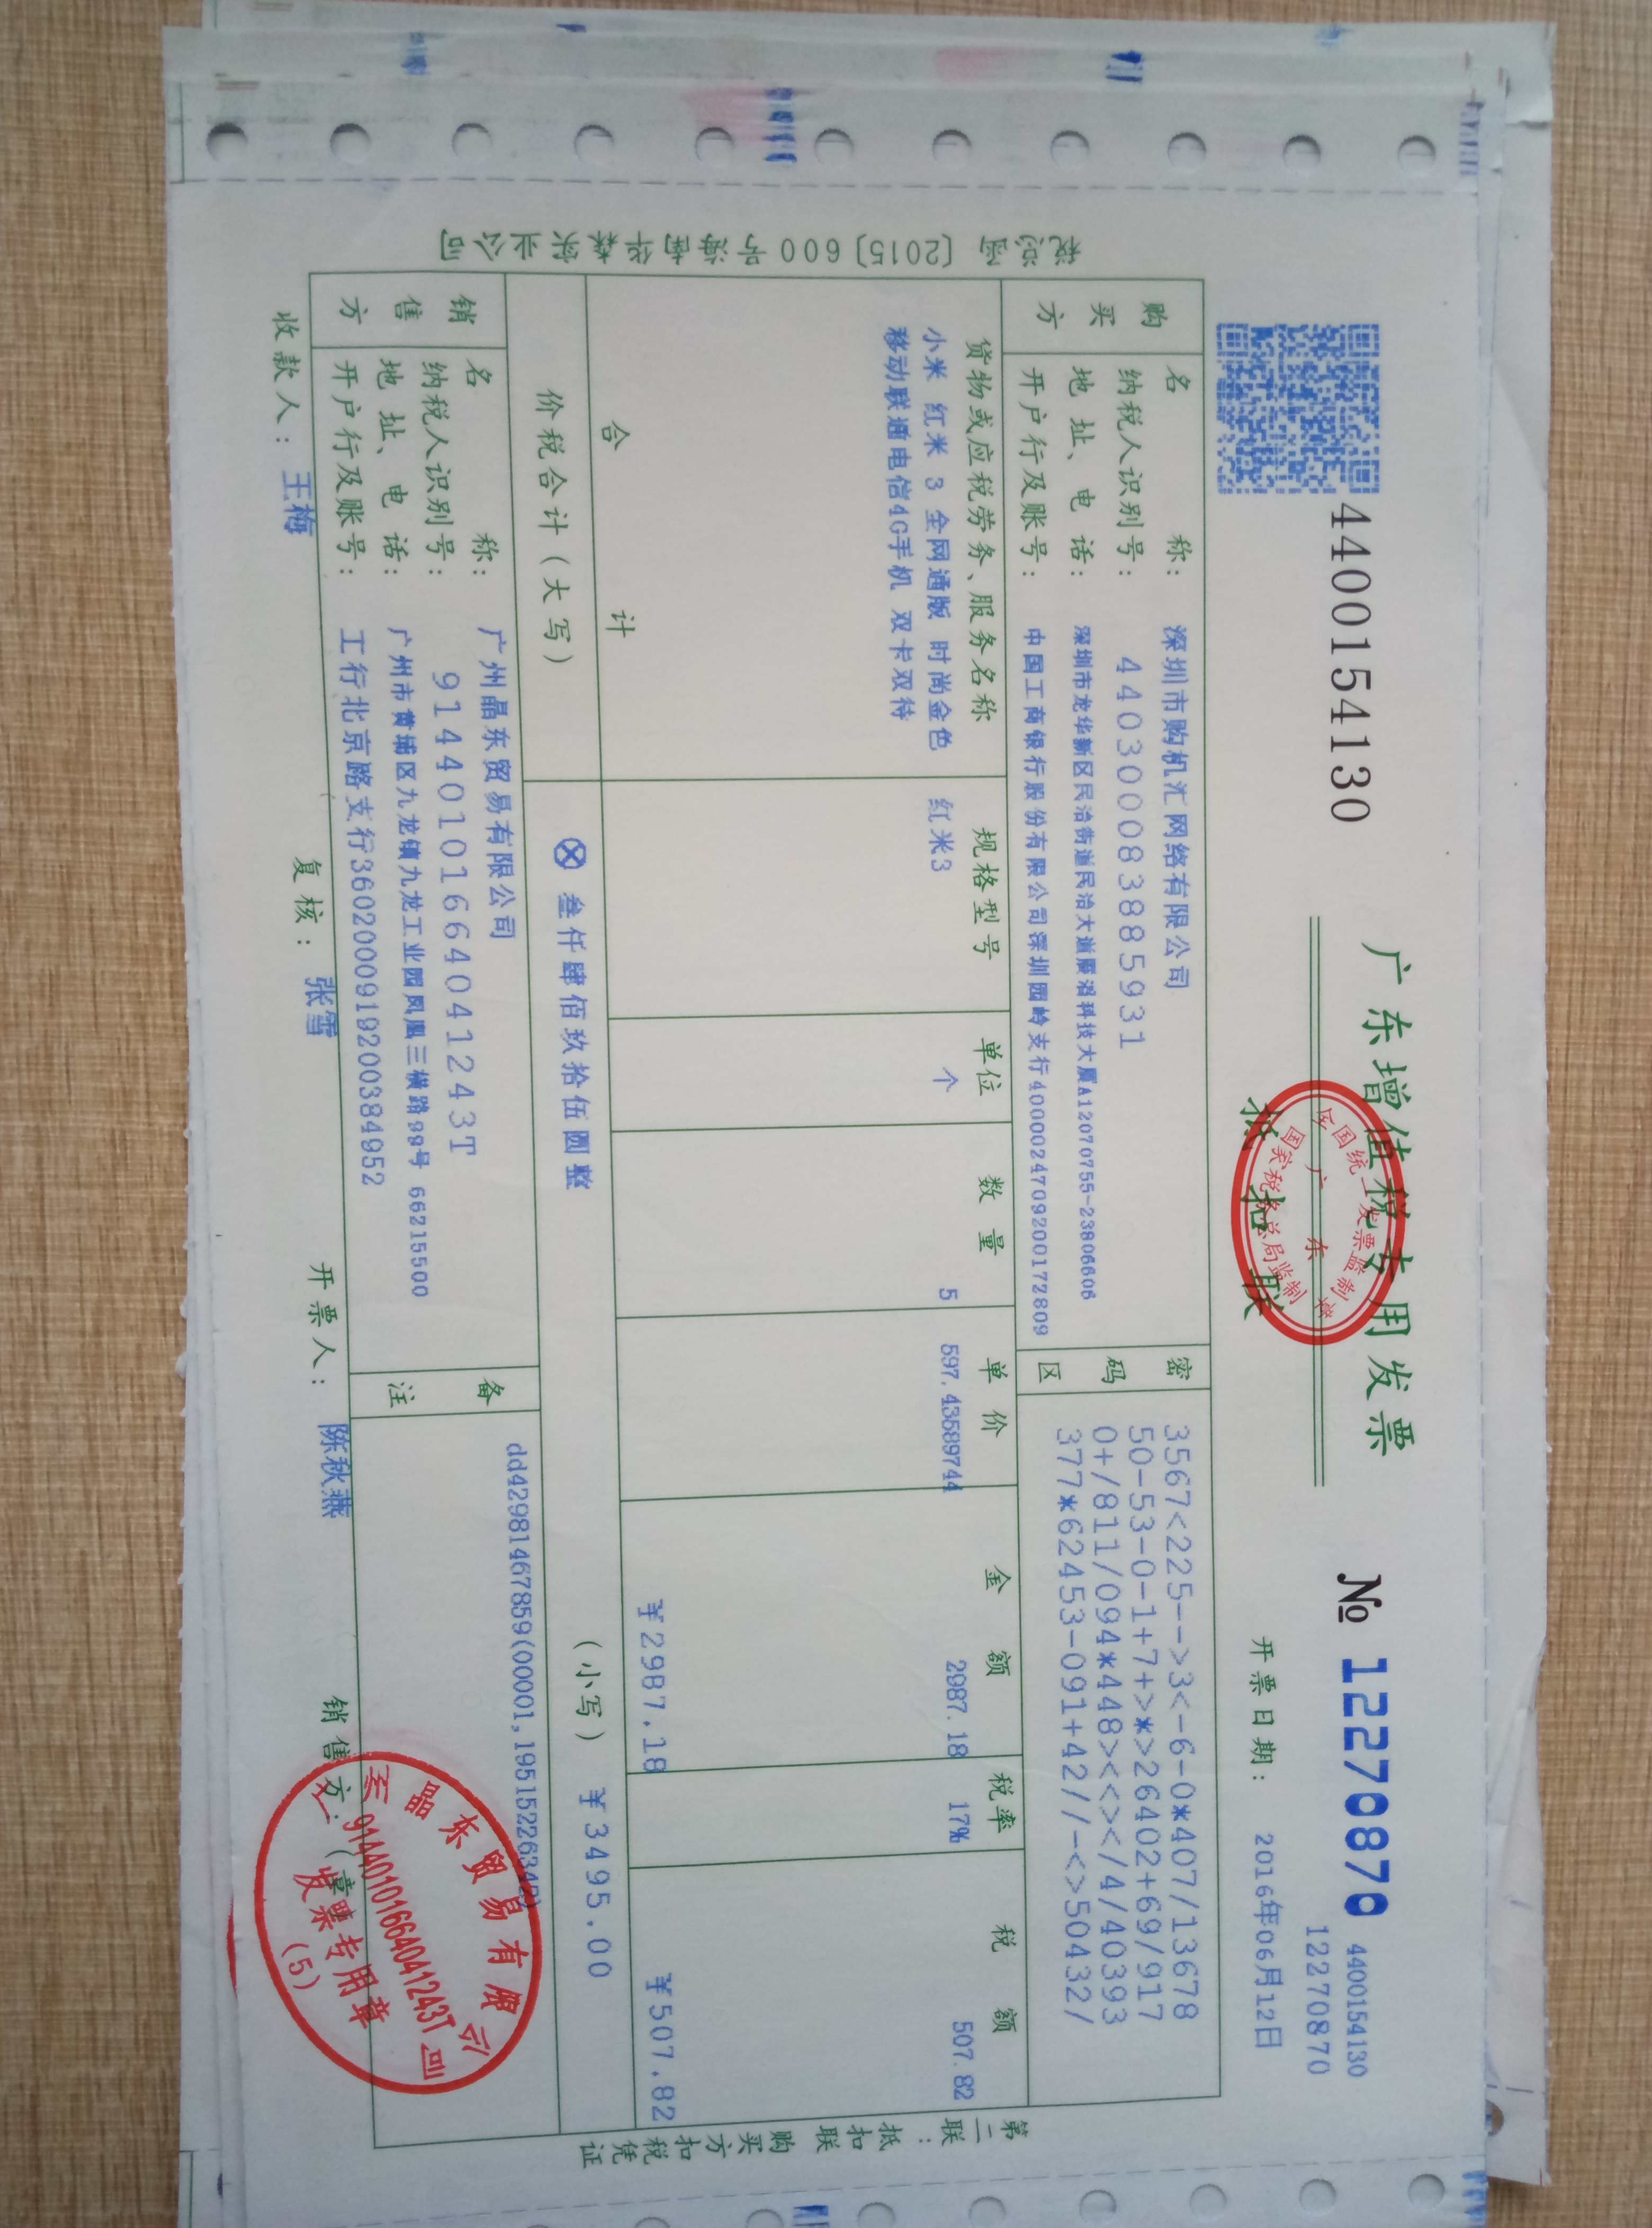 4400154130
广东增值税专用发票
抵扣联
№ 12270870
4400154130
12270870
开票日期: 2016年06月12日
全国统一发票监制章
广东
国家税务总局监制
税总函〔2015〕600号海南华森实业公司
购买方
名 称: 深圳市购机汇网络有限公司
纳税人识别号: 440300083885931
地 址、电 话: 深圳市龙华新区民治街道民治大道展滔科技大厦A12070755-23806606
开户行及账号: 中国工商银行股份有限公司深圳园岭支行4000024709200172809
密码区
3567<225-->3<-6-0*407/13678
50-53-0-1+7+>*>26402+69/917
0+/811/094*448><<></4/40393
377*62453-091+42//-<>50432/
货物或应税劳务、服务名称 规格型号 单位 数量 单价 金额 税率 税额
小米 红米 3 全网通版 时尚金色 红米3 个 5 597.43589744 2987.18 17% 507.82
移动联通电信4G手机 双卡双待
合 计 ¥2987.18 ¥507.82
价税合计(大写) ⊗ 叁仟肆佰玖拾伍圆整 (小写) ¥3495.00
销售方
名 称: 广州晶东贸易有限公司
纳税人识别号: 91440101664041243T
地 址、电 话: 广州市黄埔区九龙镇九龙工业园凤凰三横路99号 66215500
开户行及账号: 工行北京路支行3602000919200384952
备注
dd42981467859(00001,19515226342)
收款人: 王梅 复核: 张雪 开票人: 陈秋燕 销售方:(章)
广州晶东贸易有限公司
91440101664041243T
发票专用章
(5)
第二联:抵扣联 购买方扣税凭证